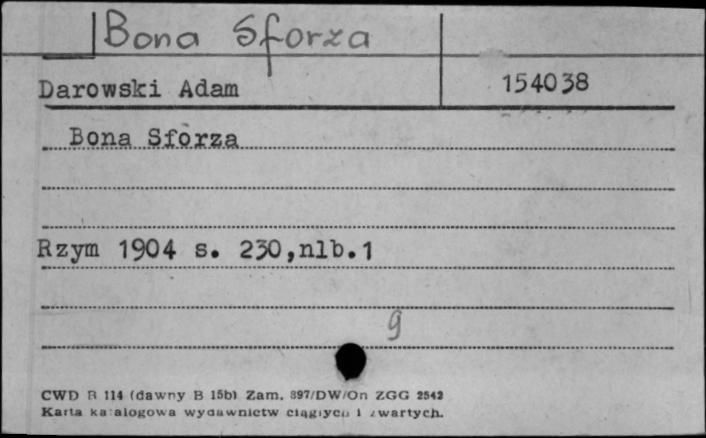 Bona Sforza
Darowski Adam 154038
Bona Sforza
Rzym 1904 s. 230,nlb.1
9
CWD B 114 (dawny B 15b) Zam. 897/DW/On ZGG 2542
Karta katalogowa wydawnictw ciągłych i zwartych.